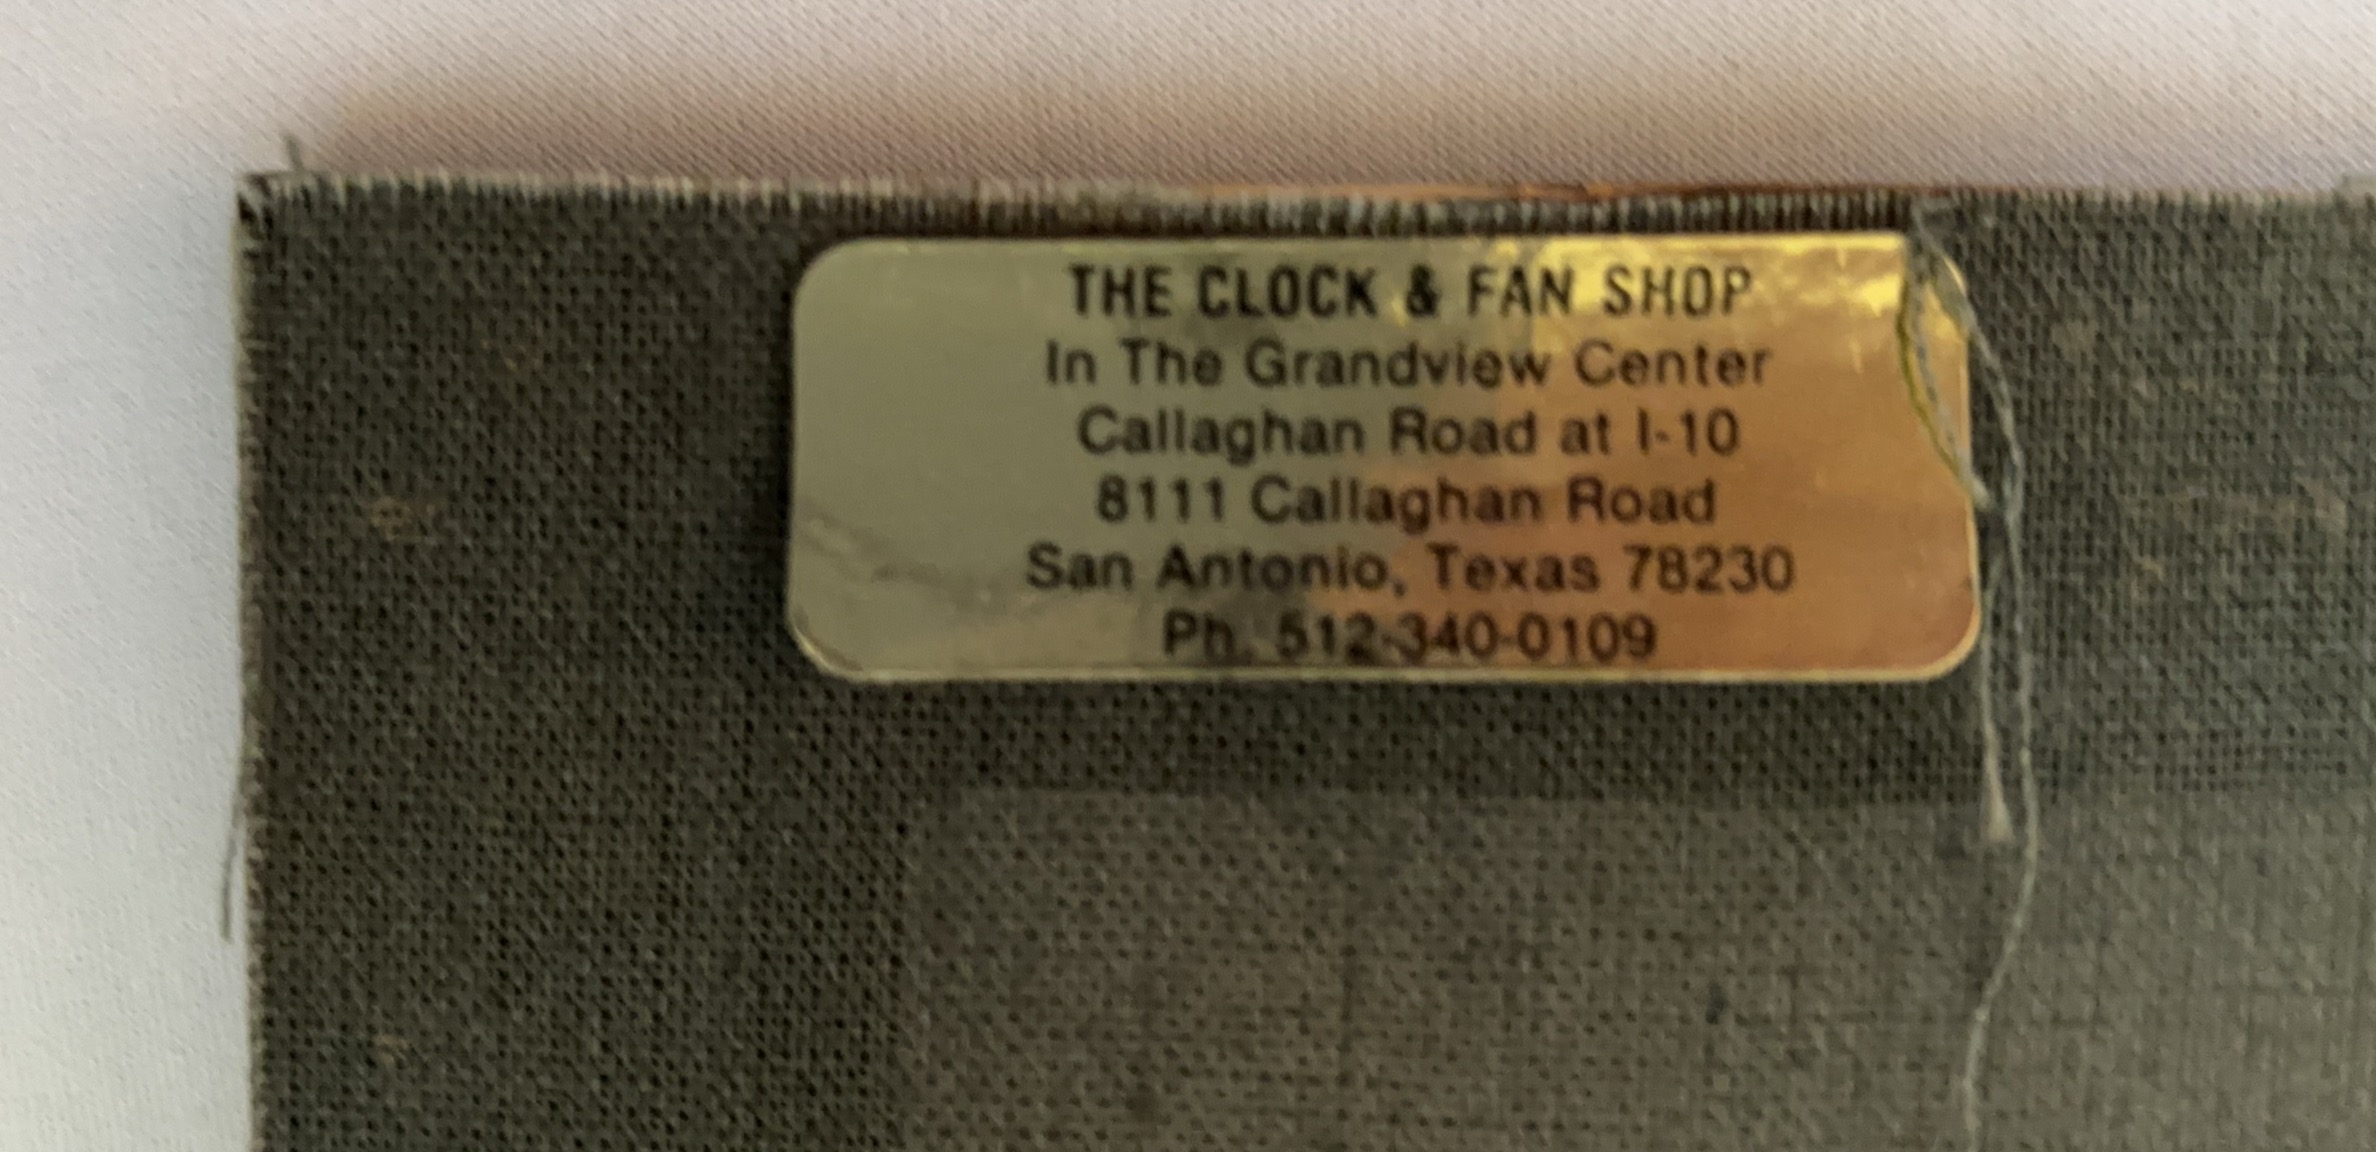 THE CLOCK & FAN SHOP
In The Grandview Center
Callaghan Road at I-10
8111 Callaghan Road
San Antonio, Texas 78230
Ph. 512-340-0109